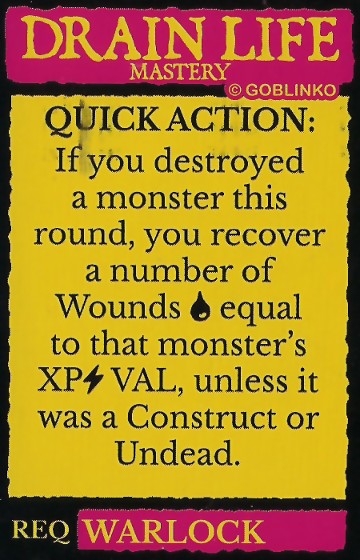 DRAIN LIFE
MASTERY
© GOBLINKO
QUICK ACTION:
If you destroyed
a monster this
round, you recover
a number of
Wounds equal
to that monster's
XP VAL, unless it
was a Construct or
Undead.
REQ WARLOCK